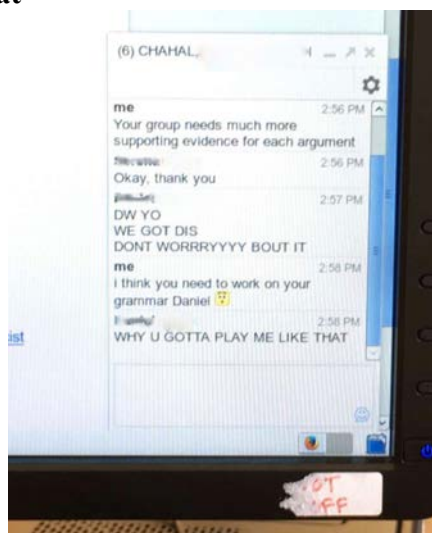 (6) CHAHAL,
me 2:56 PM
Your group needs much more
supporting evidence for each argument
2:56 PM
Okay, thank you
2:57 PM
DW YO
WE GOT DIS
DONT WORRRYYYY BOUT IT
me 2:58 PM
i think you need to work on your
grammar Daniel
2:58 PM
WHY U GOTTA PLAY ME LIKE THAT
ist